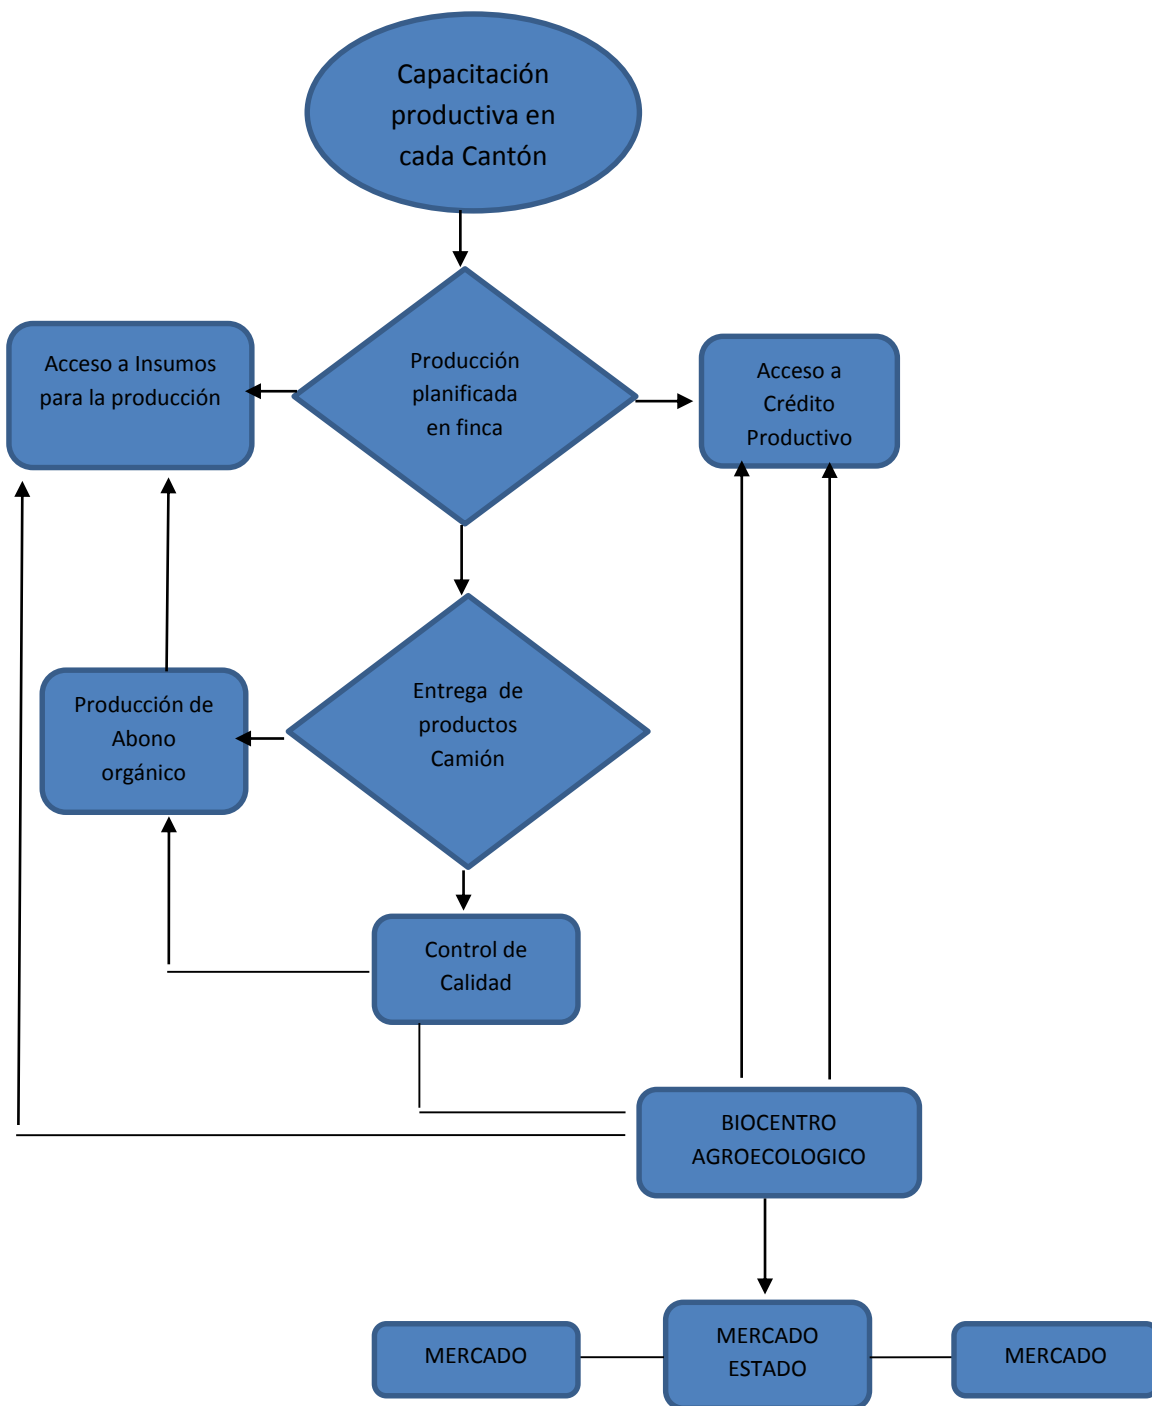 Capacitación
productiva en
cada Cantón
Acceso a Insumos
para la producción
Producción
planificada
en finca
Acceso a
Crédito
Productivo
Producción de
Abono
orgánico
Entrega de
productos
Camión
Control de
Calidad
BIOCENTRO
AGROECOLOGICO
MERCADO
MERCADO
ESTADO
MERCADO